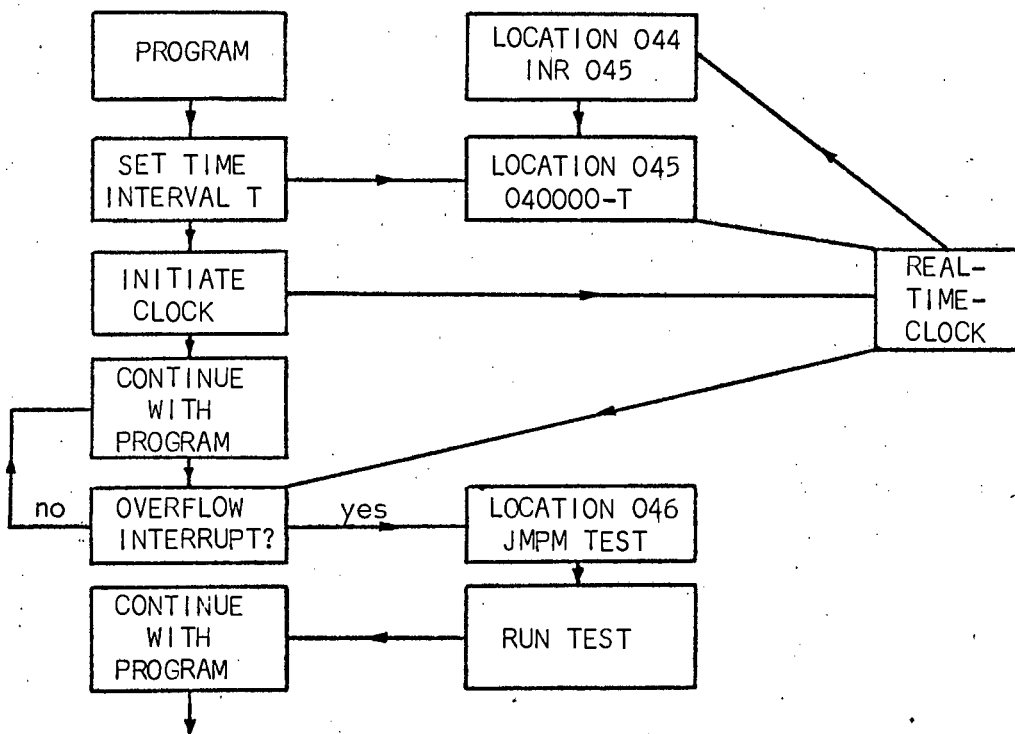 PROGRAM
LOCATION 044
INR 045
SET TIME
INTERVAL T
LOCATION 045
040000-T
INITIATE
CLOCK
REAL-
TIME-
CLOCK
CONTINUE
WITH
PROGRAM
no
OVERFLOW
INTERRUPT?
yes
LOCATION 046
JMPM TEST
CONTINUE
WITH
PROGRAM
RUN TEST